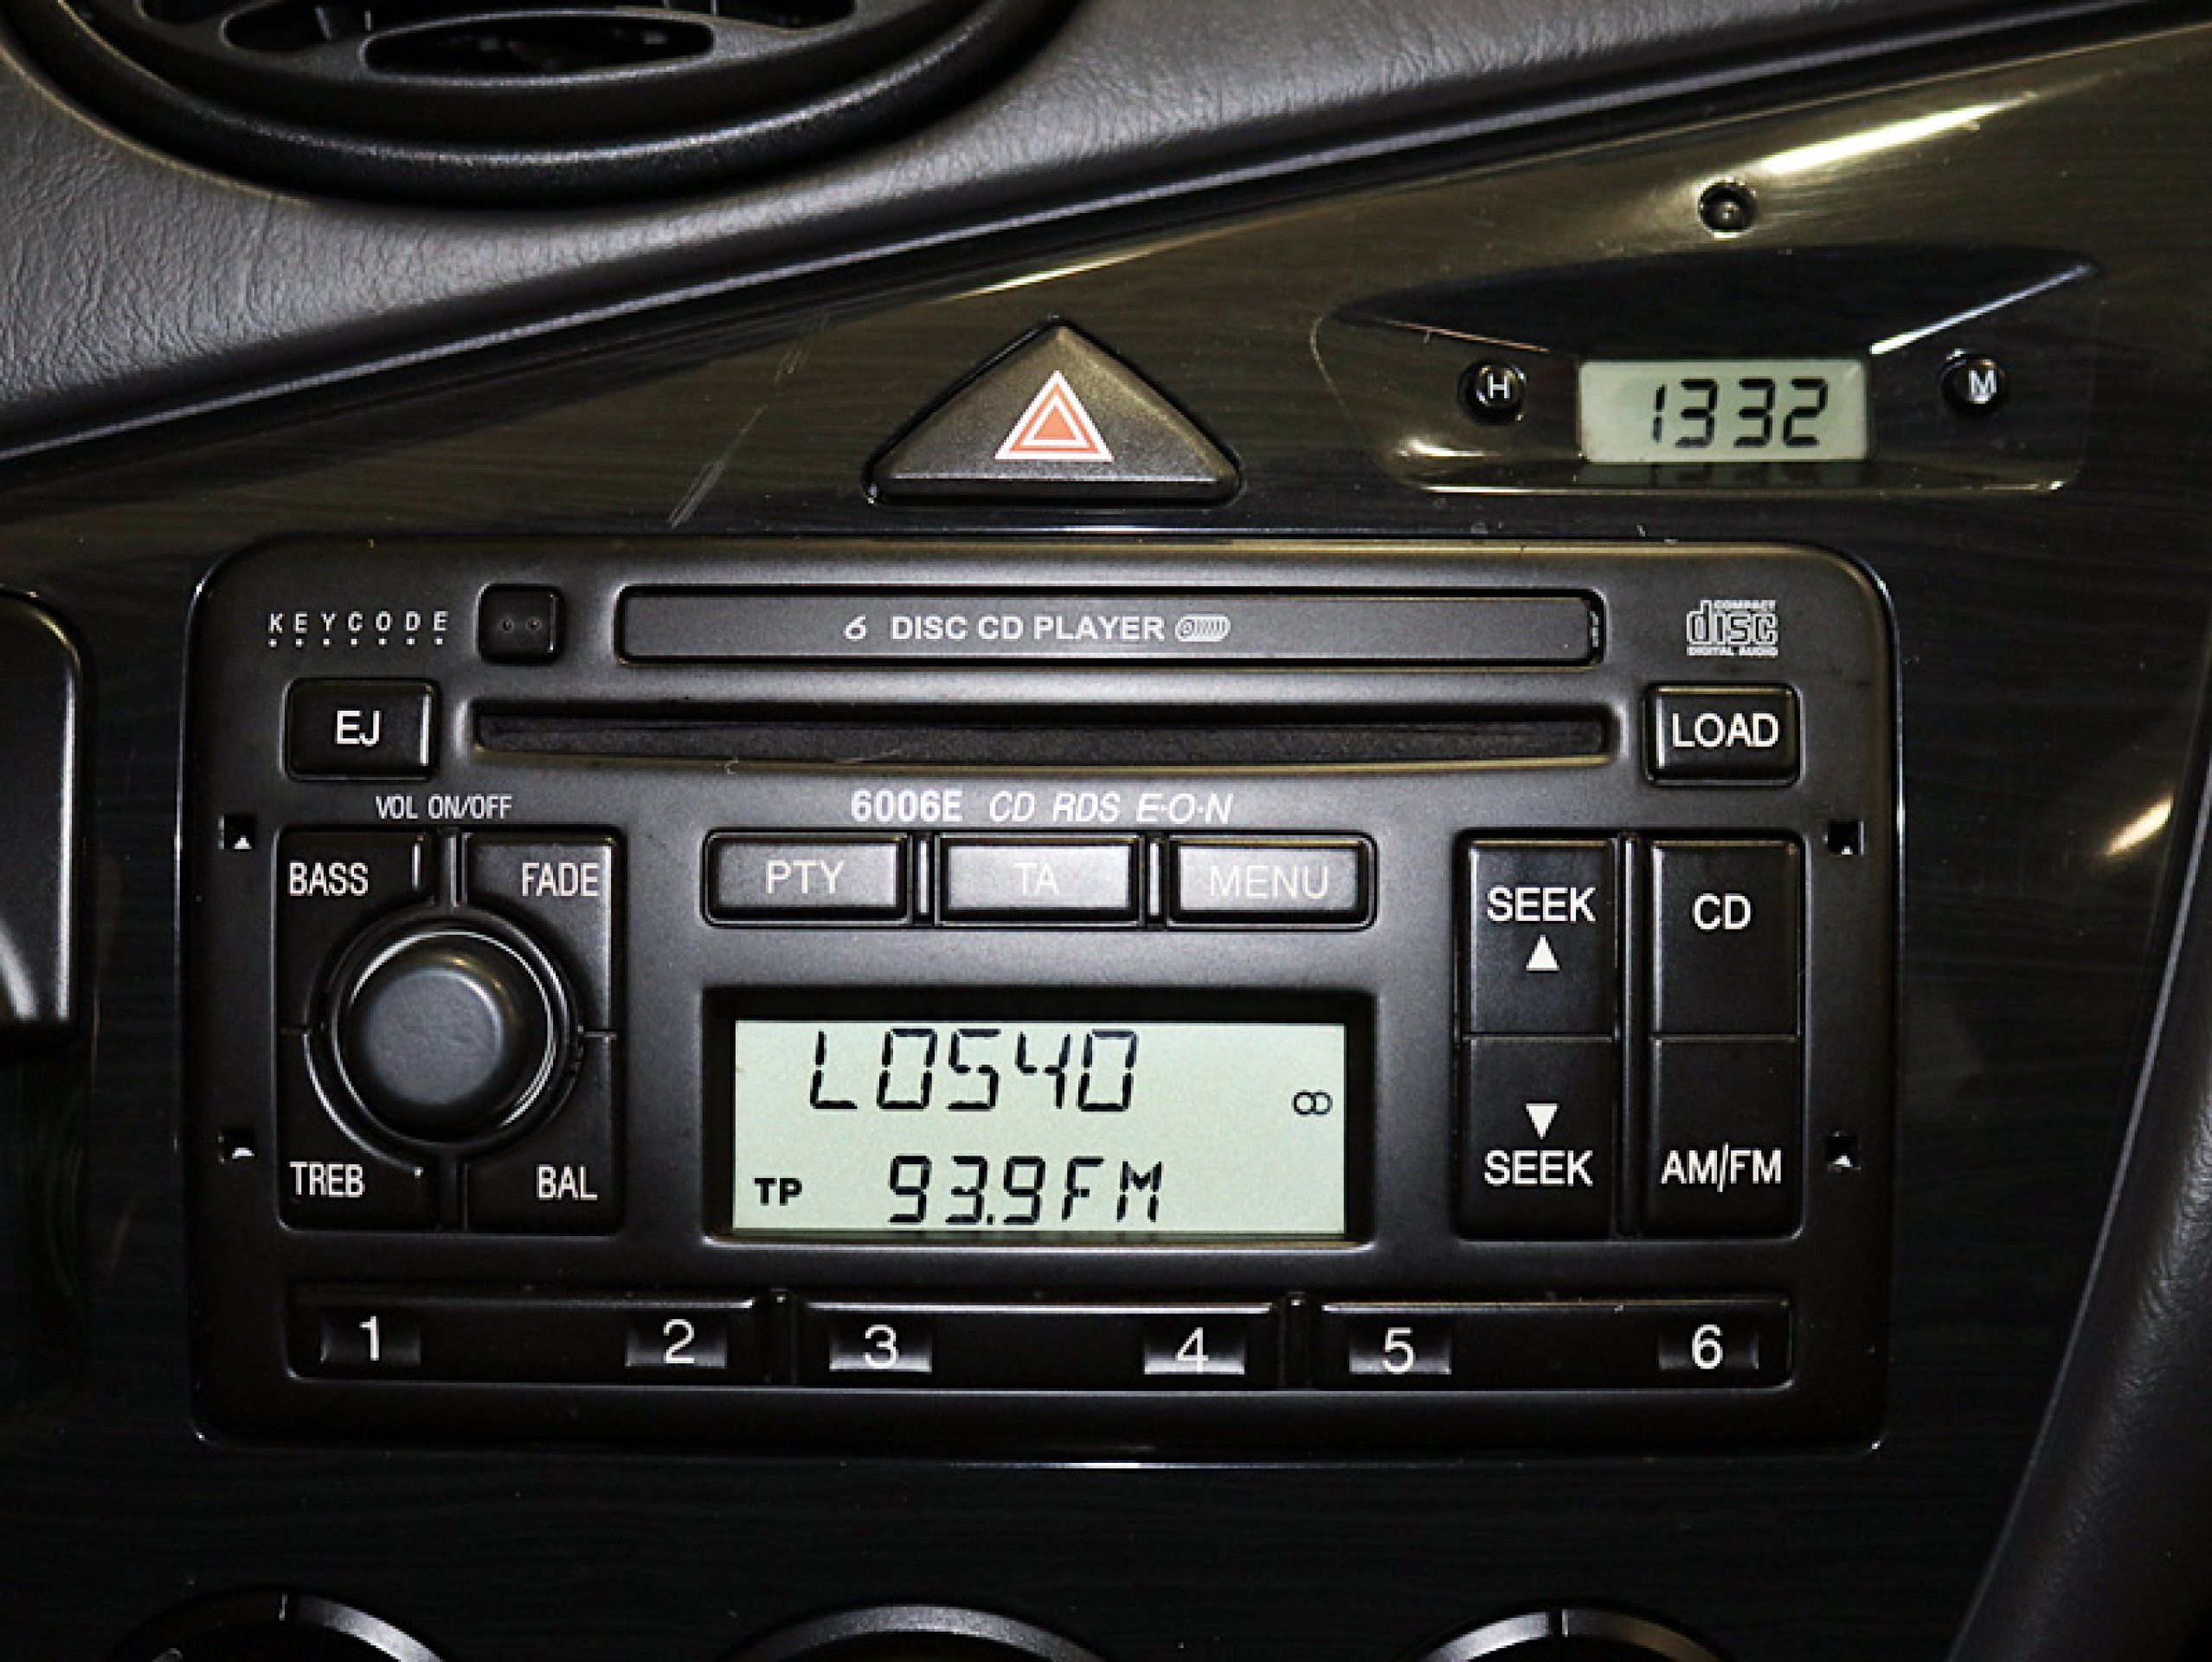 H 1332 M
KEYCODE 6 DISC CD PLAYER COMPACT disc DIGITAL AUDIO
EJ LOAD
VOL ON/OFF 6006E CD RDS E·O·N
BASS FADE PTY TA MENU SEEK CD
L0540
TREB BAL TP 93.9FM SEEK AM/FM
1 2 3 4 5 6